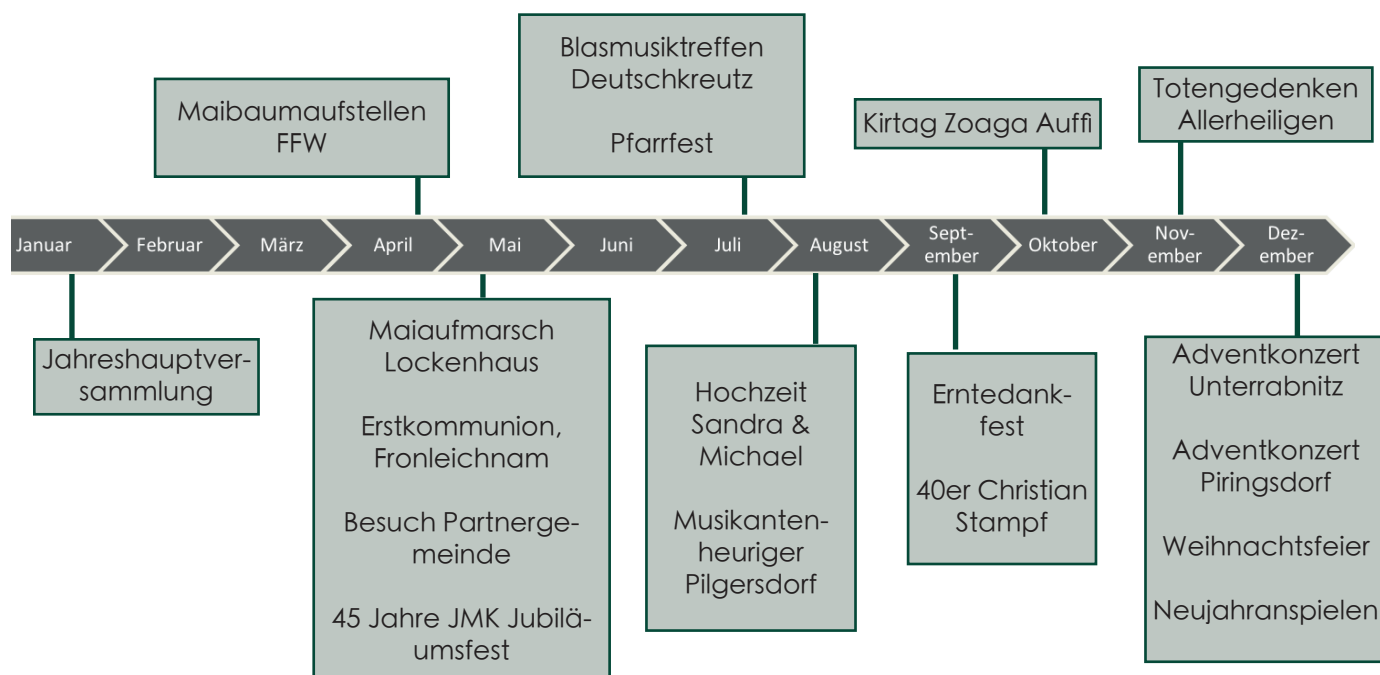 Blasmusiktreffen
Deutschkreutz
Pfarrfest
Maibaumaufstellen
FFW
Kirtag Zoaga Auffi
Totengedenken
Allerheiligen
Januar
Februar
März
April
Mai
Juni
Juli
August
Sept-
ember
Oktober
Nov-
ember
Dez-
ember
Jahreshauptver-
sammlung
Maiaufmarsch
Lockenhaus
Erstkommunion,
Fronleichnam
Besuch Partnerge-
meinde
45 Jahre JMK Jubilä-
umsfest
Hochzeit
Sandra &
Michael
Musikanten-
heuriger
Pilgersdorf
Erntedank-
fest
40er Christian
Stampf
Adventkonzert
Unterrabnitz
Adventkonzert
Piringsdorf
Weihnachtsfeier
Neujahranspielen